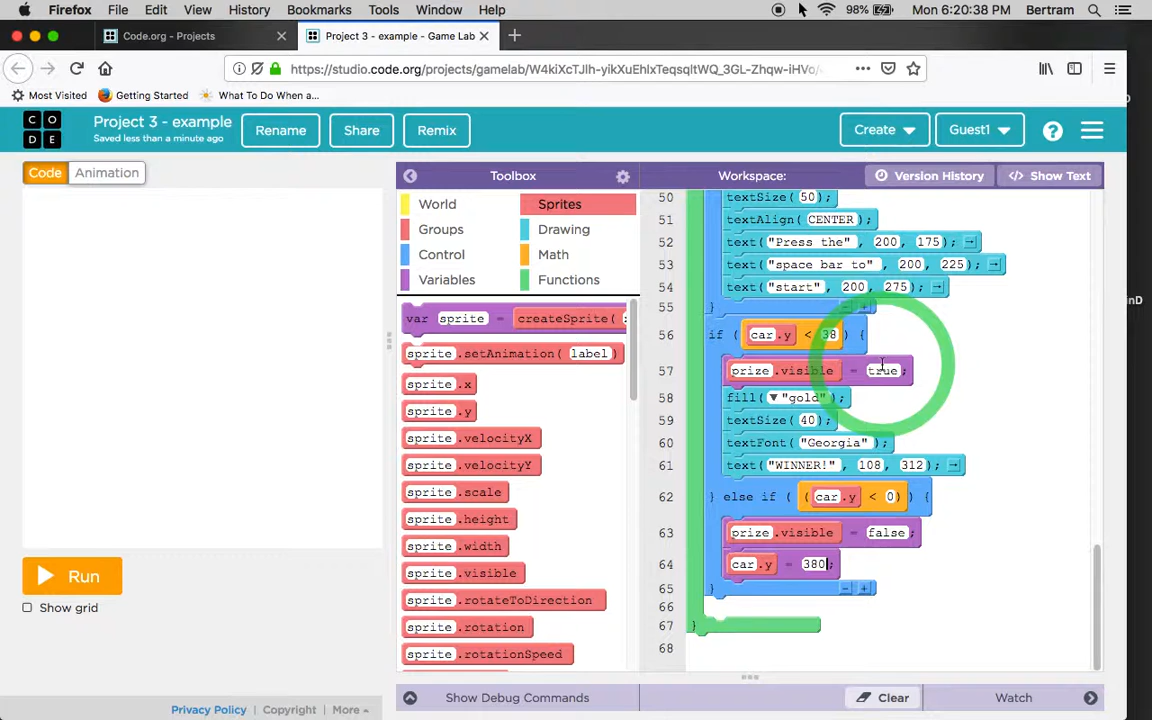 Firefox File Edit View History Bookmarks Tools Window Help 98% Mon 6:20:38 PM Bertram
Code.org - Projects Project 3 - example - Game Lab
https://studio.code.org/projects/gamelab/W4kiXcTJlh-yikXuEhlxTeqsqltWQ_3GL-Zhqw-iHVo/
Most Visited Getting Started What To Do When a...
CO
DE
Project 3 - example
Saved less than a minute ago
Rename Share Remix Create Guest1
Code Animation
Toolbox
Workspace: Version History </> Show Text
World Sprites
Groups Drawing
Control Math
Variables Functions
var sprite = createSprite(
sprite.setAnimation( label )
sprite.x
sprite.y
sprite.velocityX
sprite.velocityY
sprite.scale
sprite.height
sprite.width
sprite.visible
sprite.rotateToDirection
sprite.rotation
sprite.rotationSpeed
50 textSize( 50 );
51 textAlign( CENTER );
52 text( "Press the" , 200 , 175 );
53 text( "space bar to" , 200 , 225 );
54 text( "start" , 200 , 275 );
55 } - +
56 if ( car.y < 38 ) {
57 prize.visible = true;
58 fill( "gold" );
59 textSize( 40 );
60 textFont( "Georgia" );
61 text( "WINNER!" , 108 , 312 );
62 } else if ( ( car.y < 0 ) ) {
63 prize.visible = false;
64 car.y = 380;
65 } - +
66
67 }
68
Run
Show grid
Show Debug Commands Clear Watch
Privacy Policy | Copyright | More